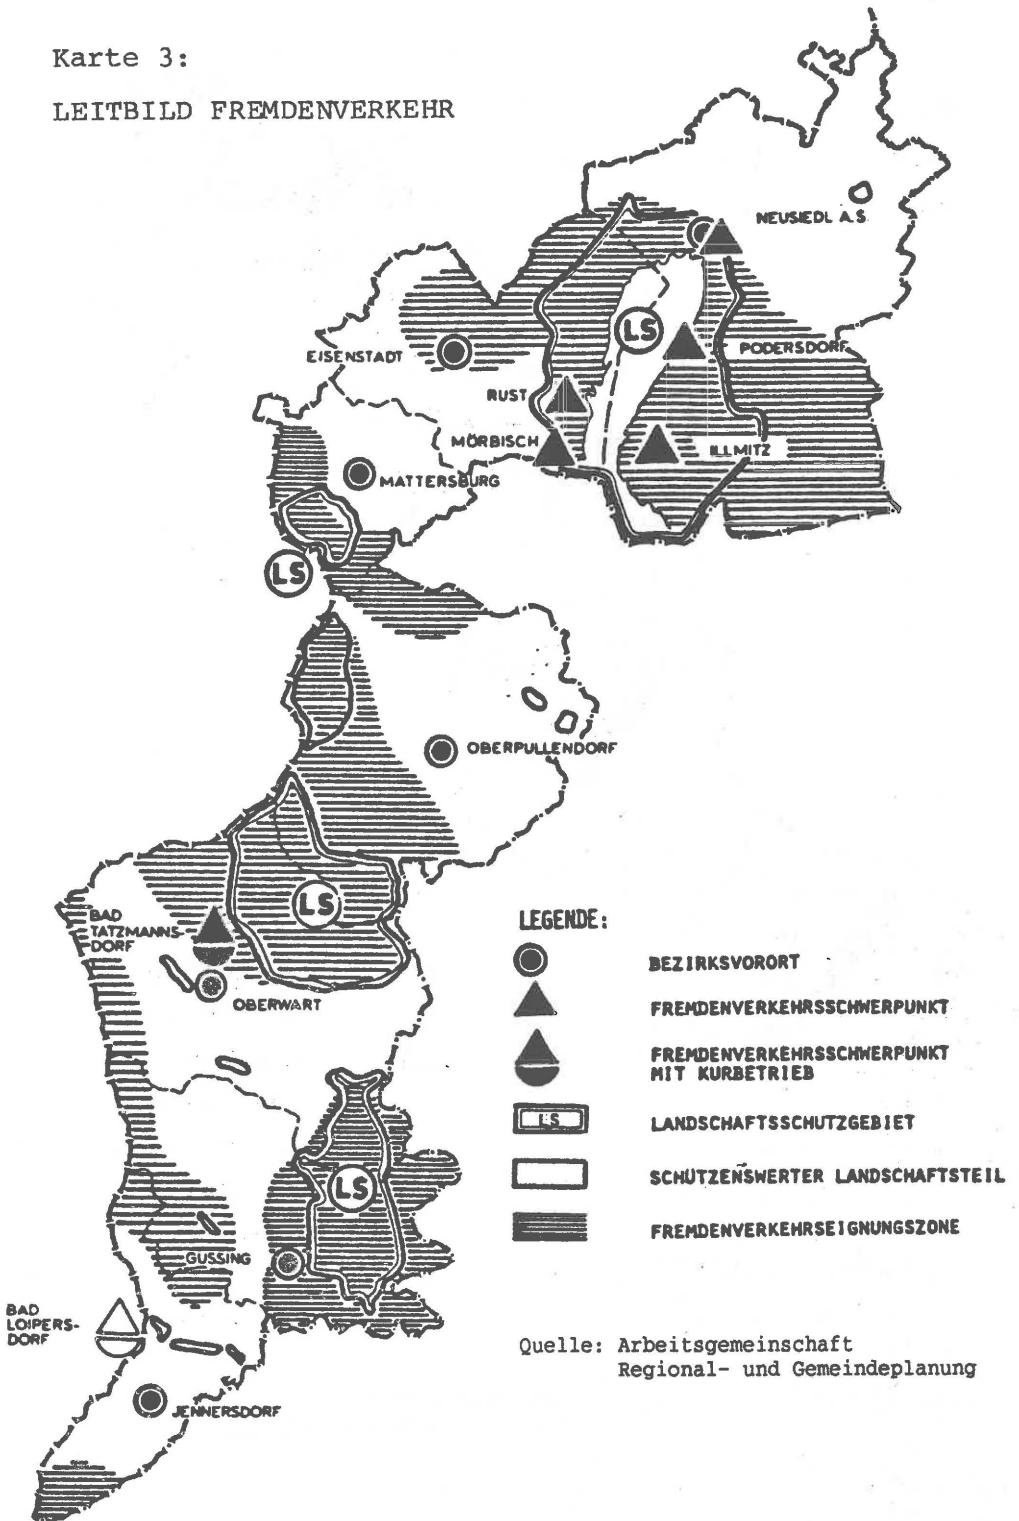 Karte 3:
LEITBILD FREMDENVERKEHR
NEUSIEDL A.S.
LS
PODERSDORF
EISENSTADT
RUST
MÖRBISCH
ILLMITZ
MATTERSBURG
LS
OBERPULLENDORF
LS
BAD
TATZMANNS-
DORF
OBERWART
LS
GUSSING
BAD
LOIPERS-
DORF
JENNERSDORF
LEGENDE:
BEZIRKSVORORT
FREMDENVERKEHRSSCHWERPUNKT
FREMDENVERKEHRSSCHWERPUNKT
MIT KURBETRIEB
LS
LANDSCHAFTSSCHUTZGEBIET
SCHÜTZENSWERTER LANDSCHAFTSTEIL
FREMDENVERKEHRSEIGNUNGSZONE
Quelle: Arbeitsgemeinschaft
Regional- und Gemeindeplanung